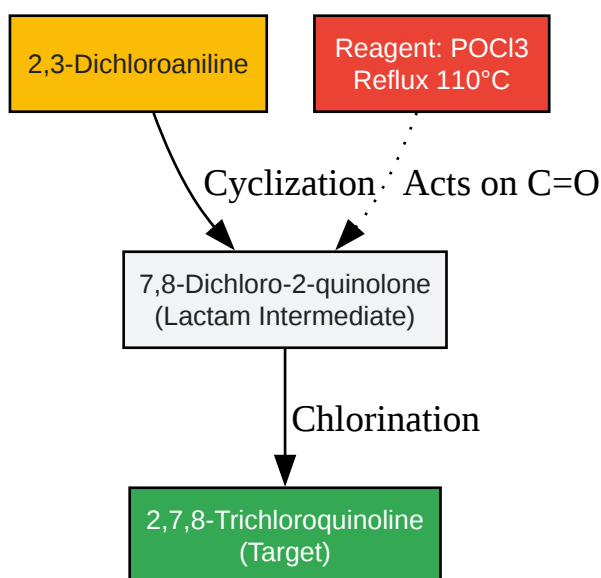 2,3-Dichloroaniline
Reagent: POCl3
Reflux 110°C
Cyclization
Acts on C=O
7,8-Dichloro-2-quinolone
(Lactam Intermediate)
Chlorination
2,7,8-Trichloroquinoline
(Target)